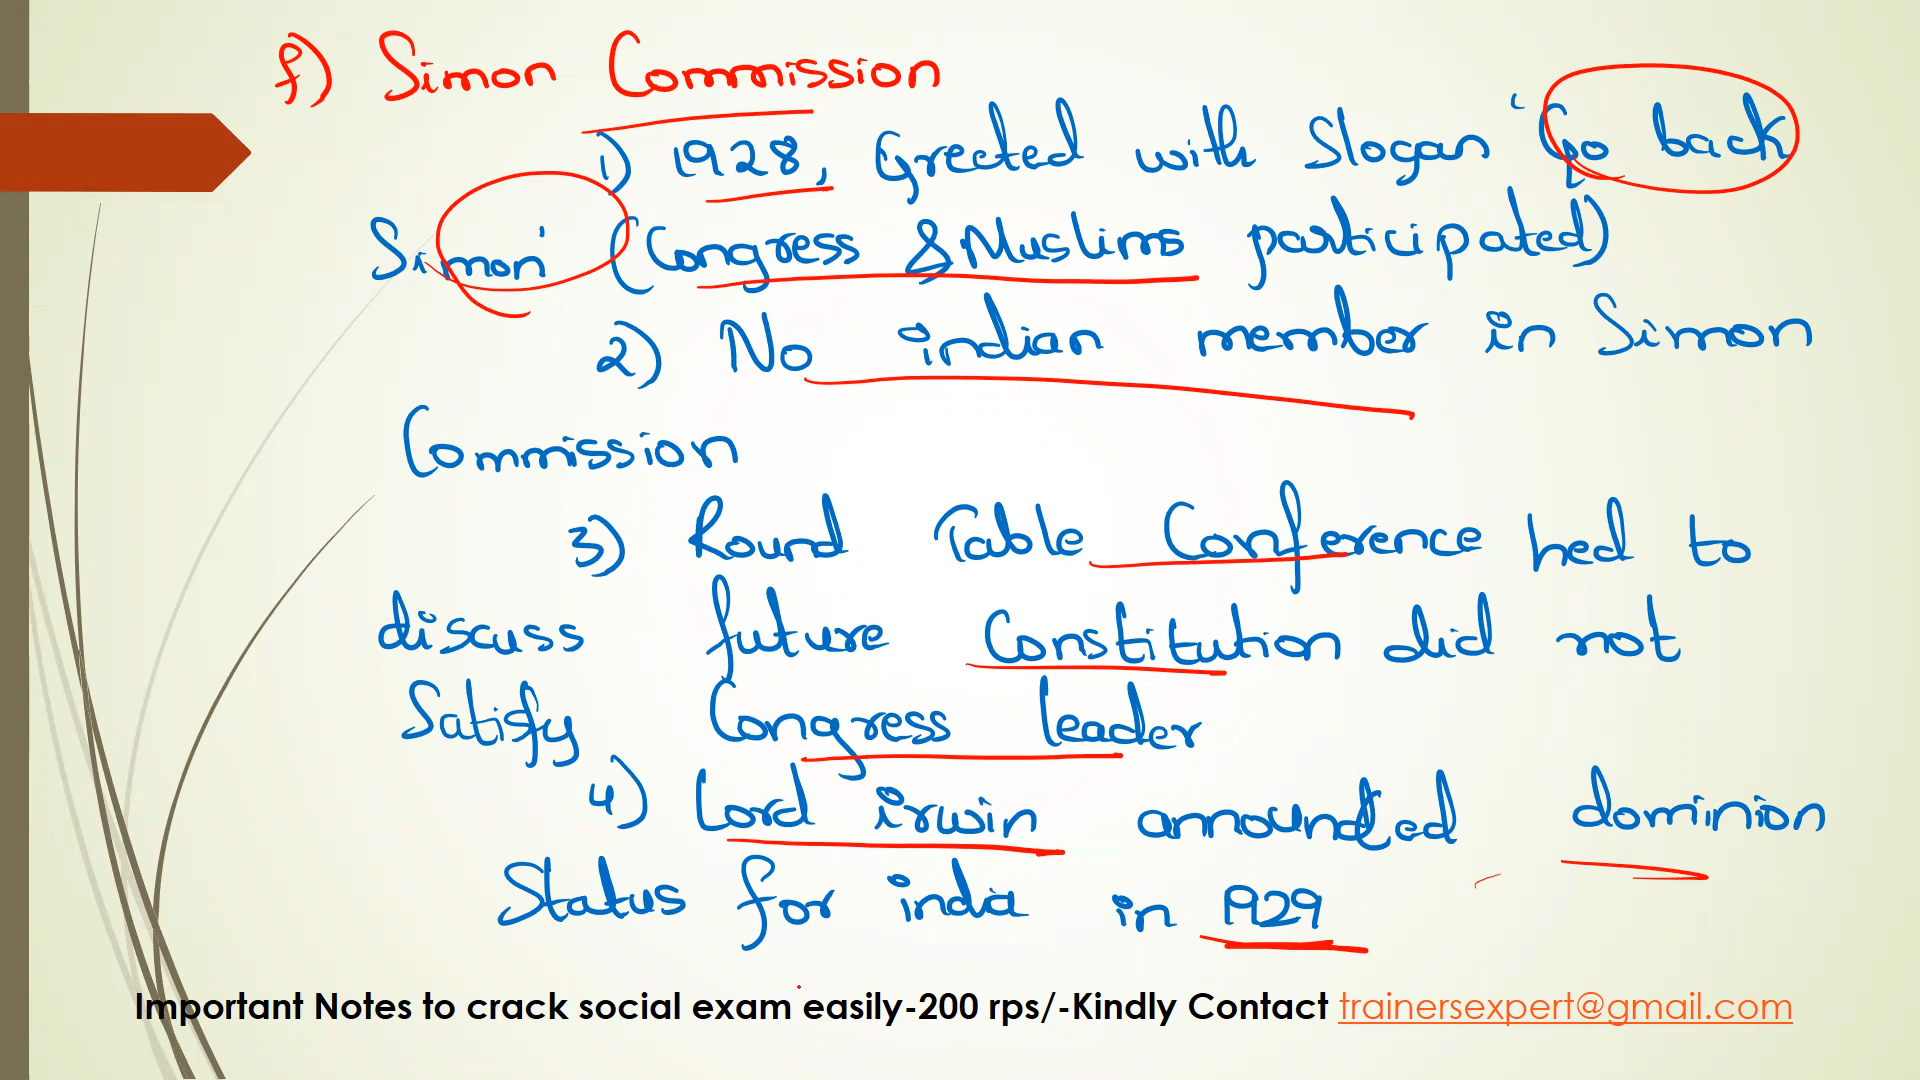 f) Simon Commission
1) 1928, Greeted with Slogan 'Go back
Simon' (Congress & Muslims participated)
2) No indian member in Simon
Commission
3) Round Table Conference hed to
discuss future Constitution did not
Satisfy Congress leader
4) Lord irwin announced dominion
Status for india in 1929
Important Notes to crack social exam easily-200 rps/-Kindly Contact trainersexpert@gmail.com